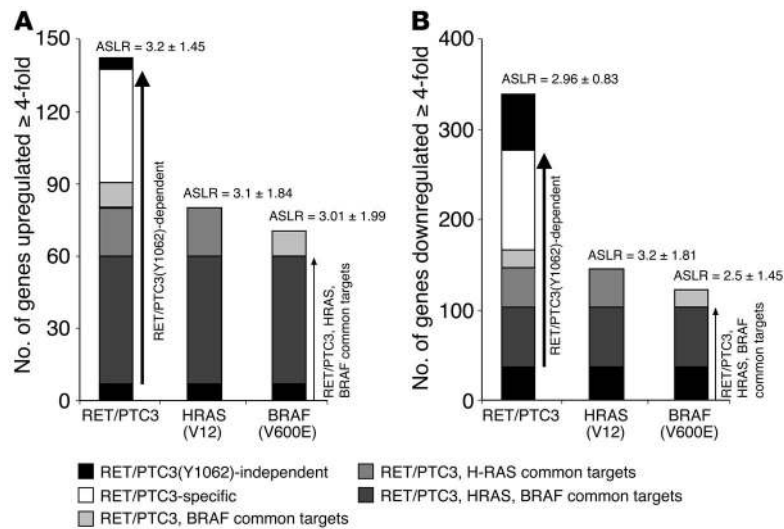 A
No. of genes upregulated ≥ 4-fold
150
120
90
60
30
0
ASLR = 3.2 ± 1.45
ASLR = 3.1 ± 1.84
ASLR = 3.01 ± 1.99
RET/PTC3(Y1062)-dependent
RET/PTC3, HRAS,
BRAF common targets
RET/PTC3
HRAS
(V12)
BRAF
(V600E)
B
No. of genes downregulated ≥ 4-fold
400
300
200
100
0
ASLR = 2.96 ± 0.83
ASLR = 3.2 ± 1.81
ASLR = 2.5 ± 1.45
RET/PTC3(Y1062)-dependent
RET/PTC3,
HRAS, BRAF
common targets
RET/PTC3
HRAS
(V12)
BRAF
(V600E)
RET/PTC3(Y1062)-independent
RET/PTC3-specific
RET/PTC3, BRAF common targets
RET/PTC3, H-RAS common targets
RET/PTC3, HRAS, BRAF common targets